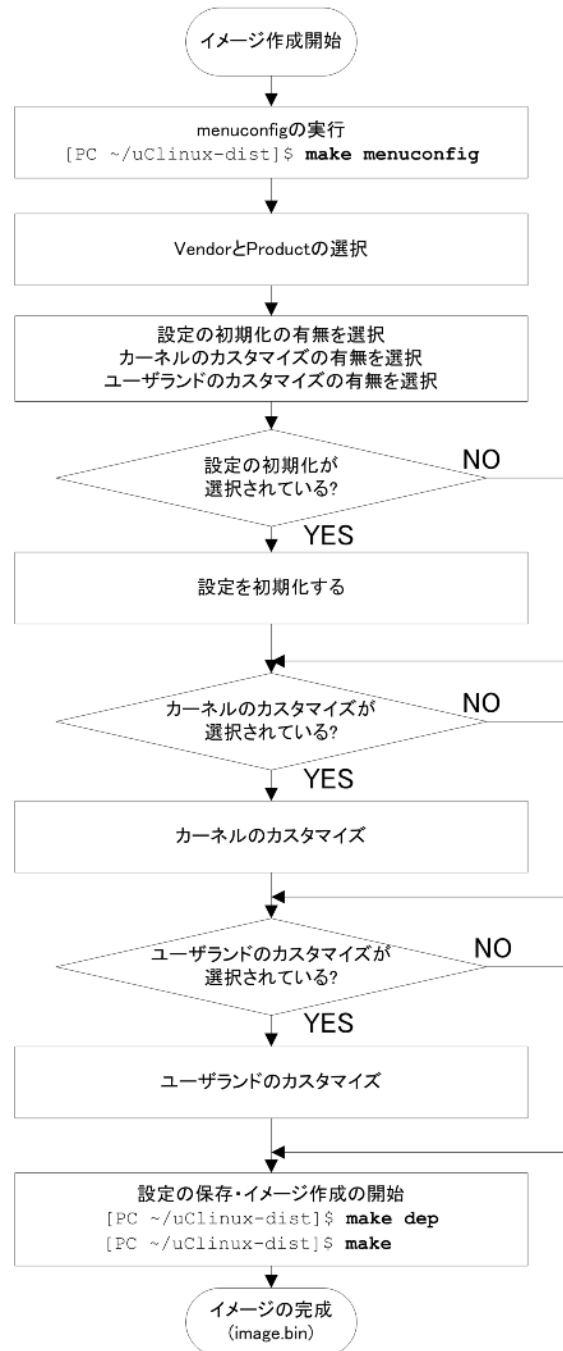 イメージ作成開始
menuconfigの実行
[PC ~/uClinux-dist]$ make menuconfig
VendorとProductの選択
設定の初期化の有無を選択
カーネルのカスタマイズの有無を選択
ユーザランドのカスタマイズの有無を選択
設定の初期化が
選択されている?
NO
YES
設定を初期化する
カーネルのカスタマイズが
選択されている?
NO
YES
カーネルのカスタマイズ
ユーザランドのカスタマイズが
選択されている?
NO
YES
ユーザランドのカスタマイズ
設定の保存・イメージ作成の開始
[PC ~/uClinux-dist]$ make dep
[PC ~/uClinux-dist]$ make
イメージの完成
(image.bin)